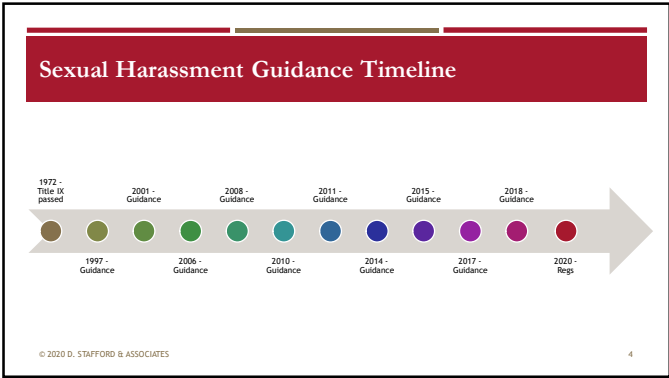 Sexual Harassment Guidance Timeline
1972 -
Title IX
passed
1997 -
Guidance
2001 -
Guidance
2006 -
Guidance
2008 -
Guidance
2010 -
Guidance
2011 -
Guidance
2014 -
Guidance
2015 -
Guidance
2017 -
Guidance
2018 -
Guidance
2020 -
Regs
© 2020 D. STAFFORD & ASSOCIATES
4